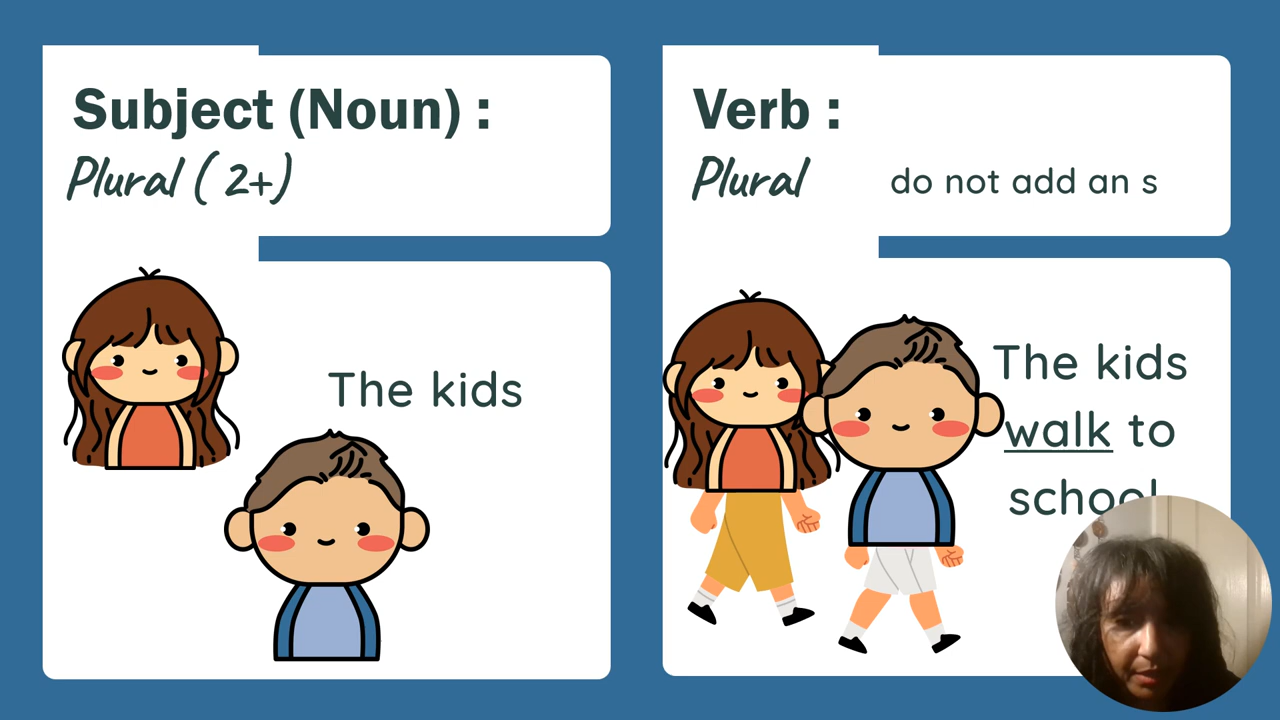 Subject (Noun) :
Plural ( 2+)
The kids
Verb :
Plural do not add an s
The kids
walk to
school